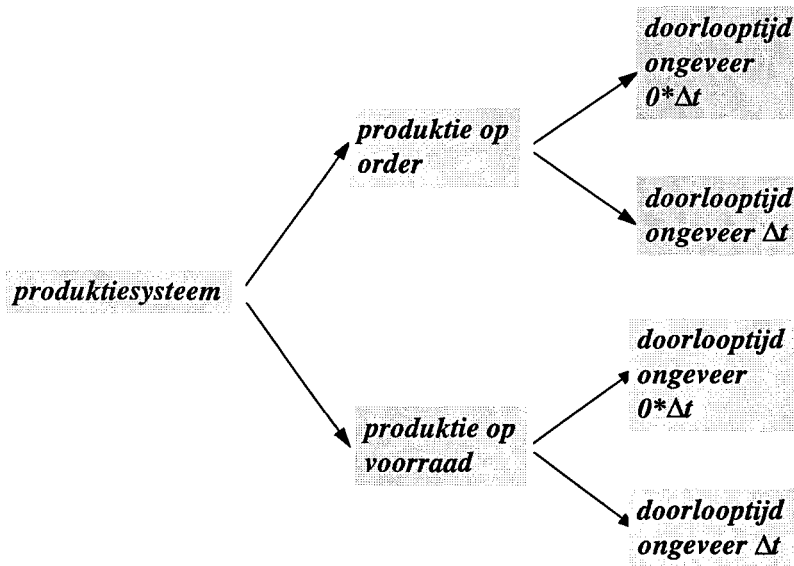 doorlooptijd
ongeveer
0*Δt
produktie op
order
doorlooptijd
ongeveer Δt
produktiesysteem
doorlooptijd
ongeveer
0*Δt
produktie op
voorraad
doorlooptijd
ongeveer Δt